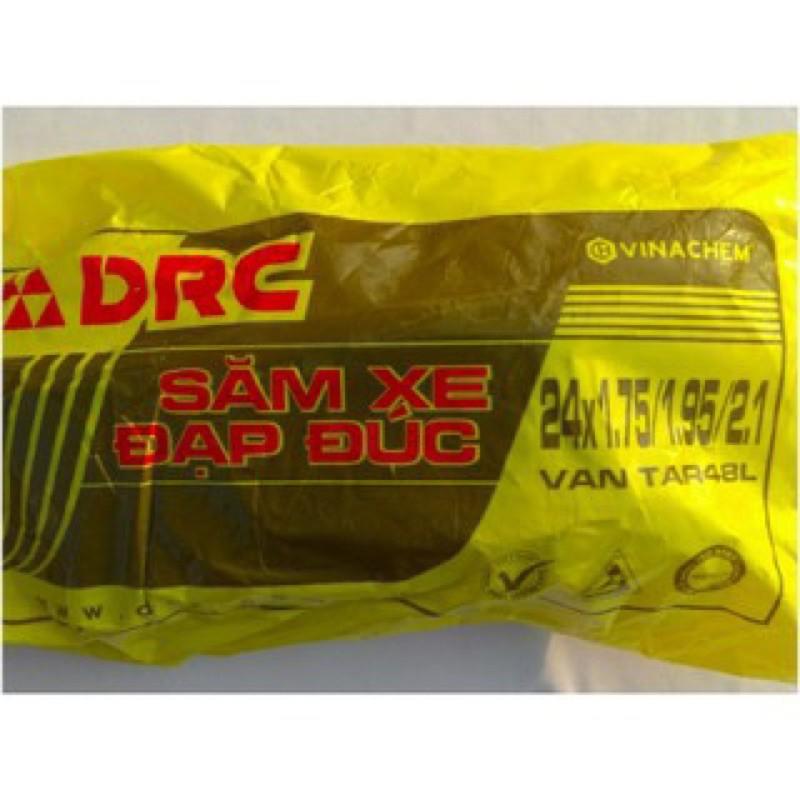 DRC
VINACHEM
SĂM XE
ĐẠP ĐÚC
24x1.75/1.95/2.1
VAN TAR48L